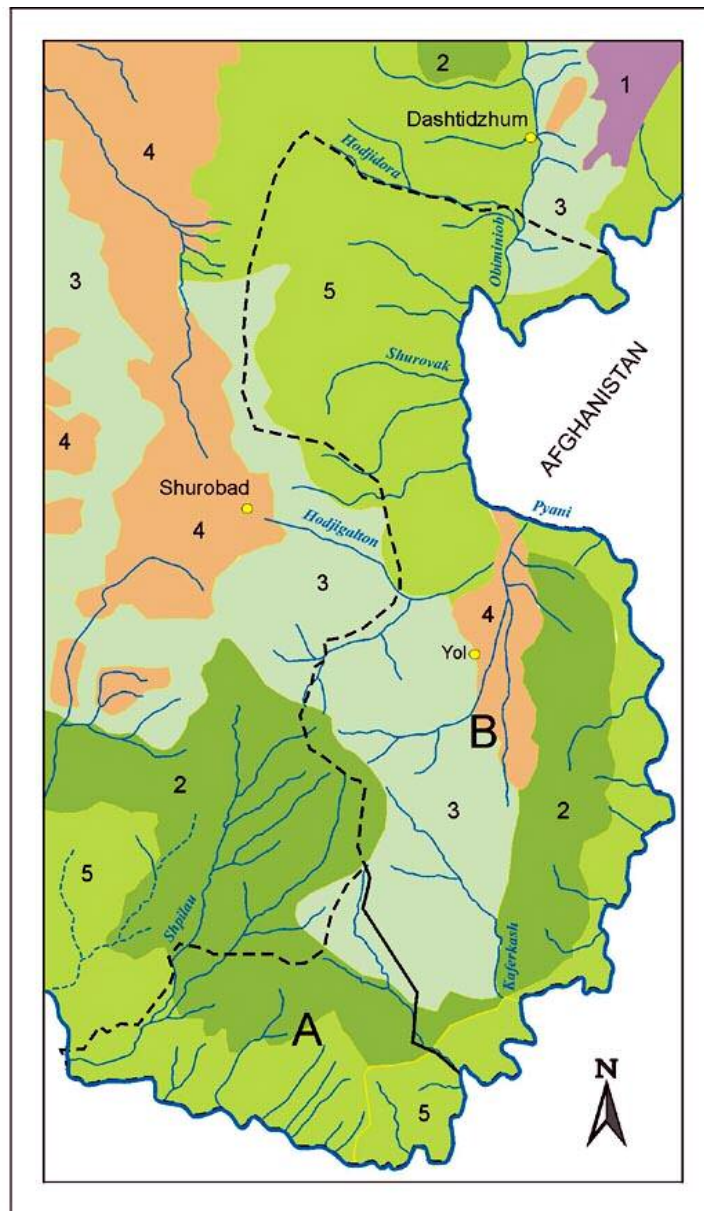 2
1
Dashtidzhum
4
Hodjidora
3
Obiminiob
3
5
Shurovak
AFGHANISTAN
4
Shurobad
Pyani
Hodjigalton
4
3
4
Yol
B
2
3
2
5
Shpilau
Kaferkash
A
N
5